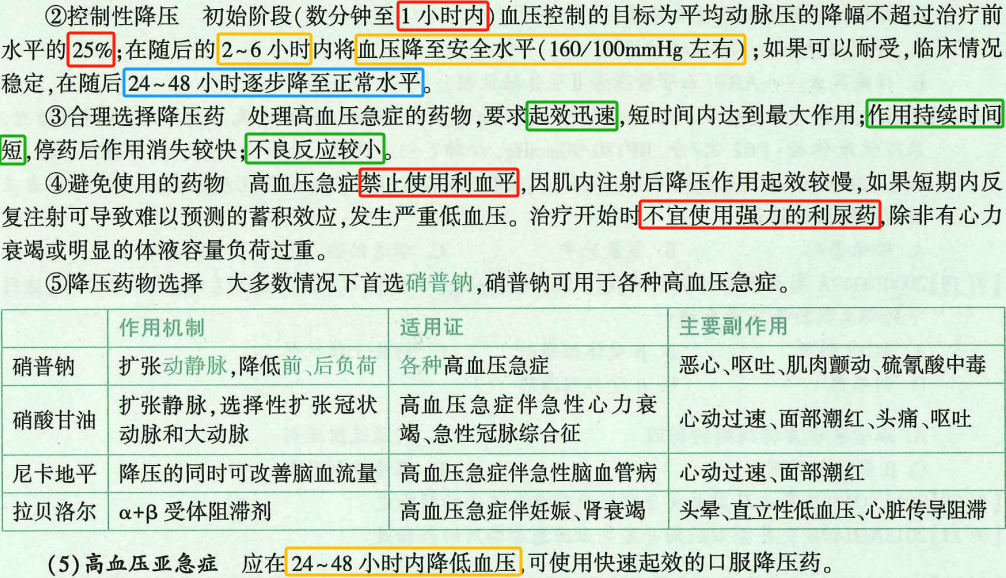 ②控制性降压 初始阶段(数分钟至1小时内)血压控制的目标为平均动脉压的降幅不超过治疗前
水平的25%;在随后的2~6小时内将血压降至安全水平(160/100mmHg左右);如果可以耐受,临床情况
稳定,在随后24~48小时逐步降至正常水平。
③合理选择降压药 处理高血压急症的药物,要求起效迅速,短时间内达到最大作用;作用持续时间
短,停药后作用消失较快;不良反应较小。
④避免使用的药物 高血压急症禁止使用利血平,因肌内注射后降压作用起效较慢,如果短期内反
复注射可导致难以预测的蓄积效应,发生严重低血压。治疗开始时不宜使用强力的利尿药,除非有心力
衰竭或明显的体液容量负荷过重。
⑤降压药物选择 大多数情况下首选硝普钠,硝普钠可用于各种高血压急症。
作用机制 适用证 主要副作用
硝普钠 扩张动静脉,降低前、后负荷 各种高血压急症 恶心、呕吐、肌肉颤动、硫氰酸中毒
硝酸甘油 扩张静脉,选择性扩张冠状动脉和大动脉 高血压急症伴急性心力衰竭、急性冠脉综合征 心动过速、面部潮红、头痛、呕吐
尼卡地平 降压的同时可改善脑血流量 高血压急症伴急性脑血管病 心动过速、面部潮红
拉贝洛尔 α+β受体阻滞剂 高血压急症伴妊娠、肾衰竭 头晕、直立性低血压、心脏传导阻滞
(5)高血压亚急症 应在24~48小时内降低血压,可使用快速起效的口服降压药。